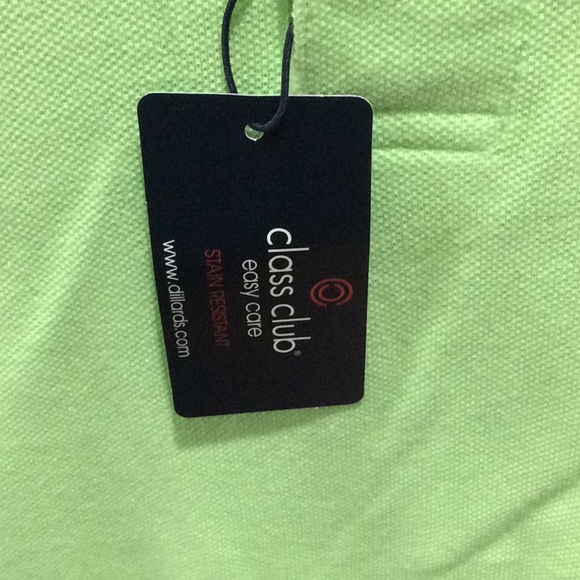 class club®
easy care
STAIN RESISTANT
www.dillards.com